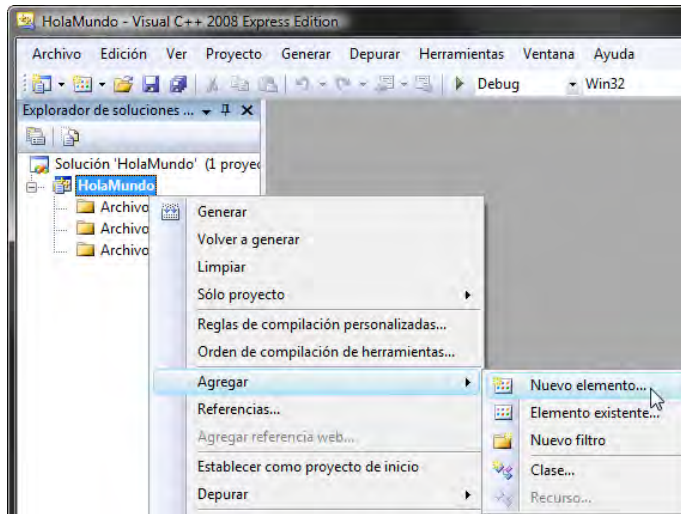 HolaMundo - Visual C++ 2008 Express Edition
Archivo Edición Ver Proyecto Generar Depurar Herramientas Ventana Ayuda
Debug Win32
Explorador de soluciones ...
Solución 'HolaMundo' (1 proyec
HolaMundo
Archivo
Archivo
Archivo
Generar
Volver a generar
Limpiar
Sólo proyecto
Reglas de compilación personalizadas...
Orden de compilación de herramientas...
Agregar
Referencias...
Agregar referencia web...
Establecer como proyecto de inicio
Depurar
Nuevo elemento...
Elemento existente...
Nuevo filtro
Clase...
Recurso...